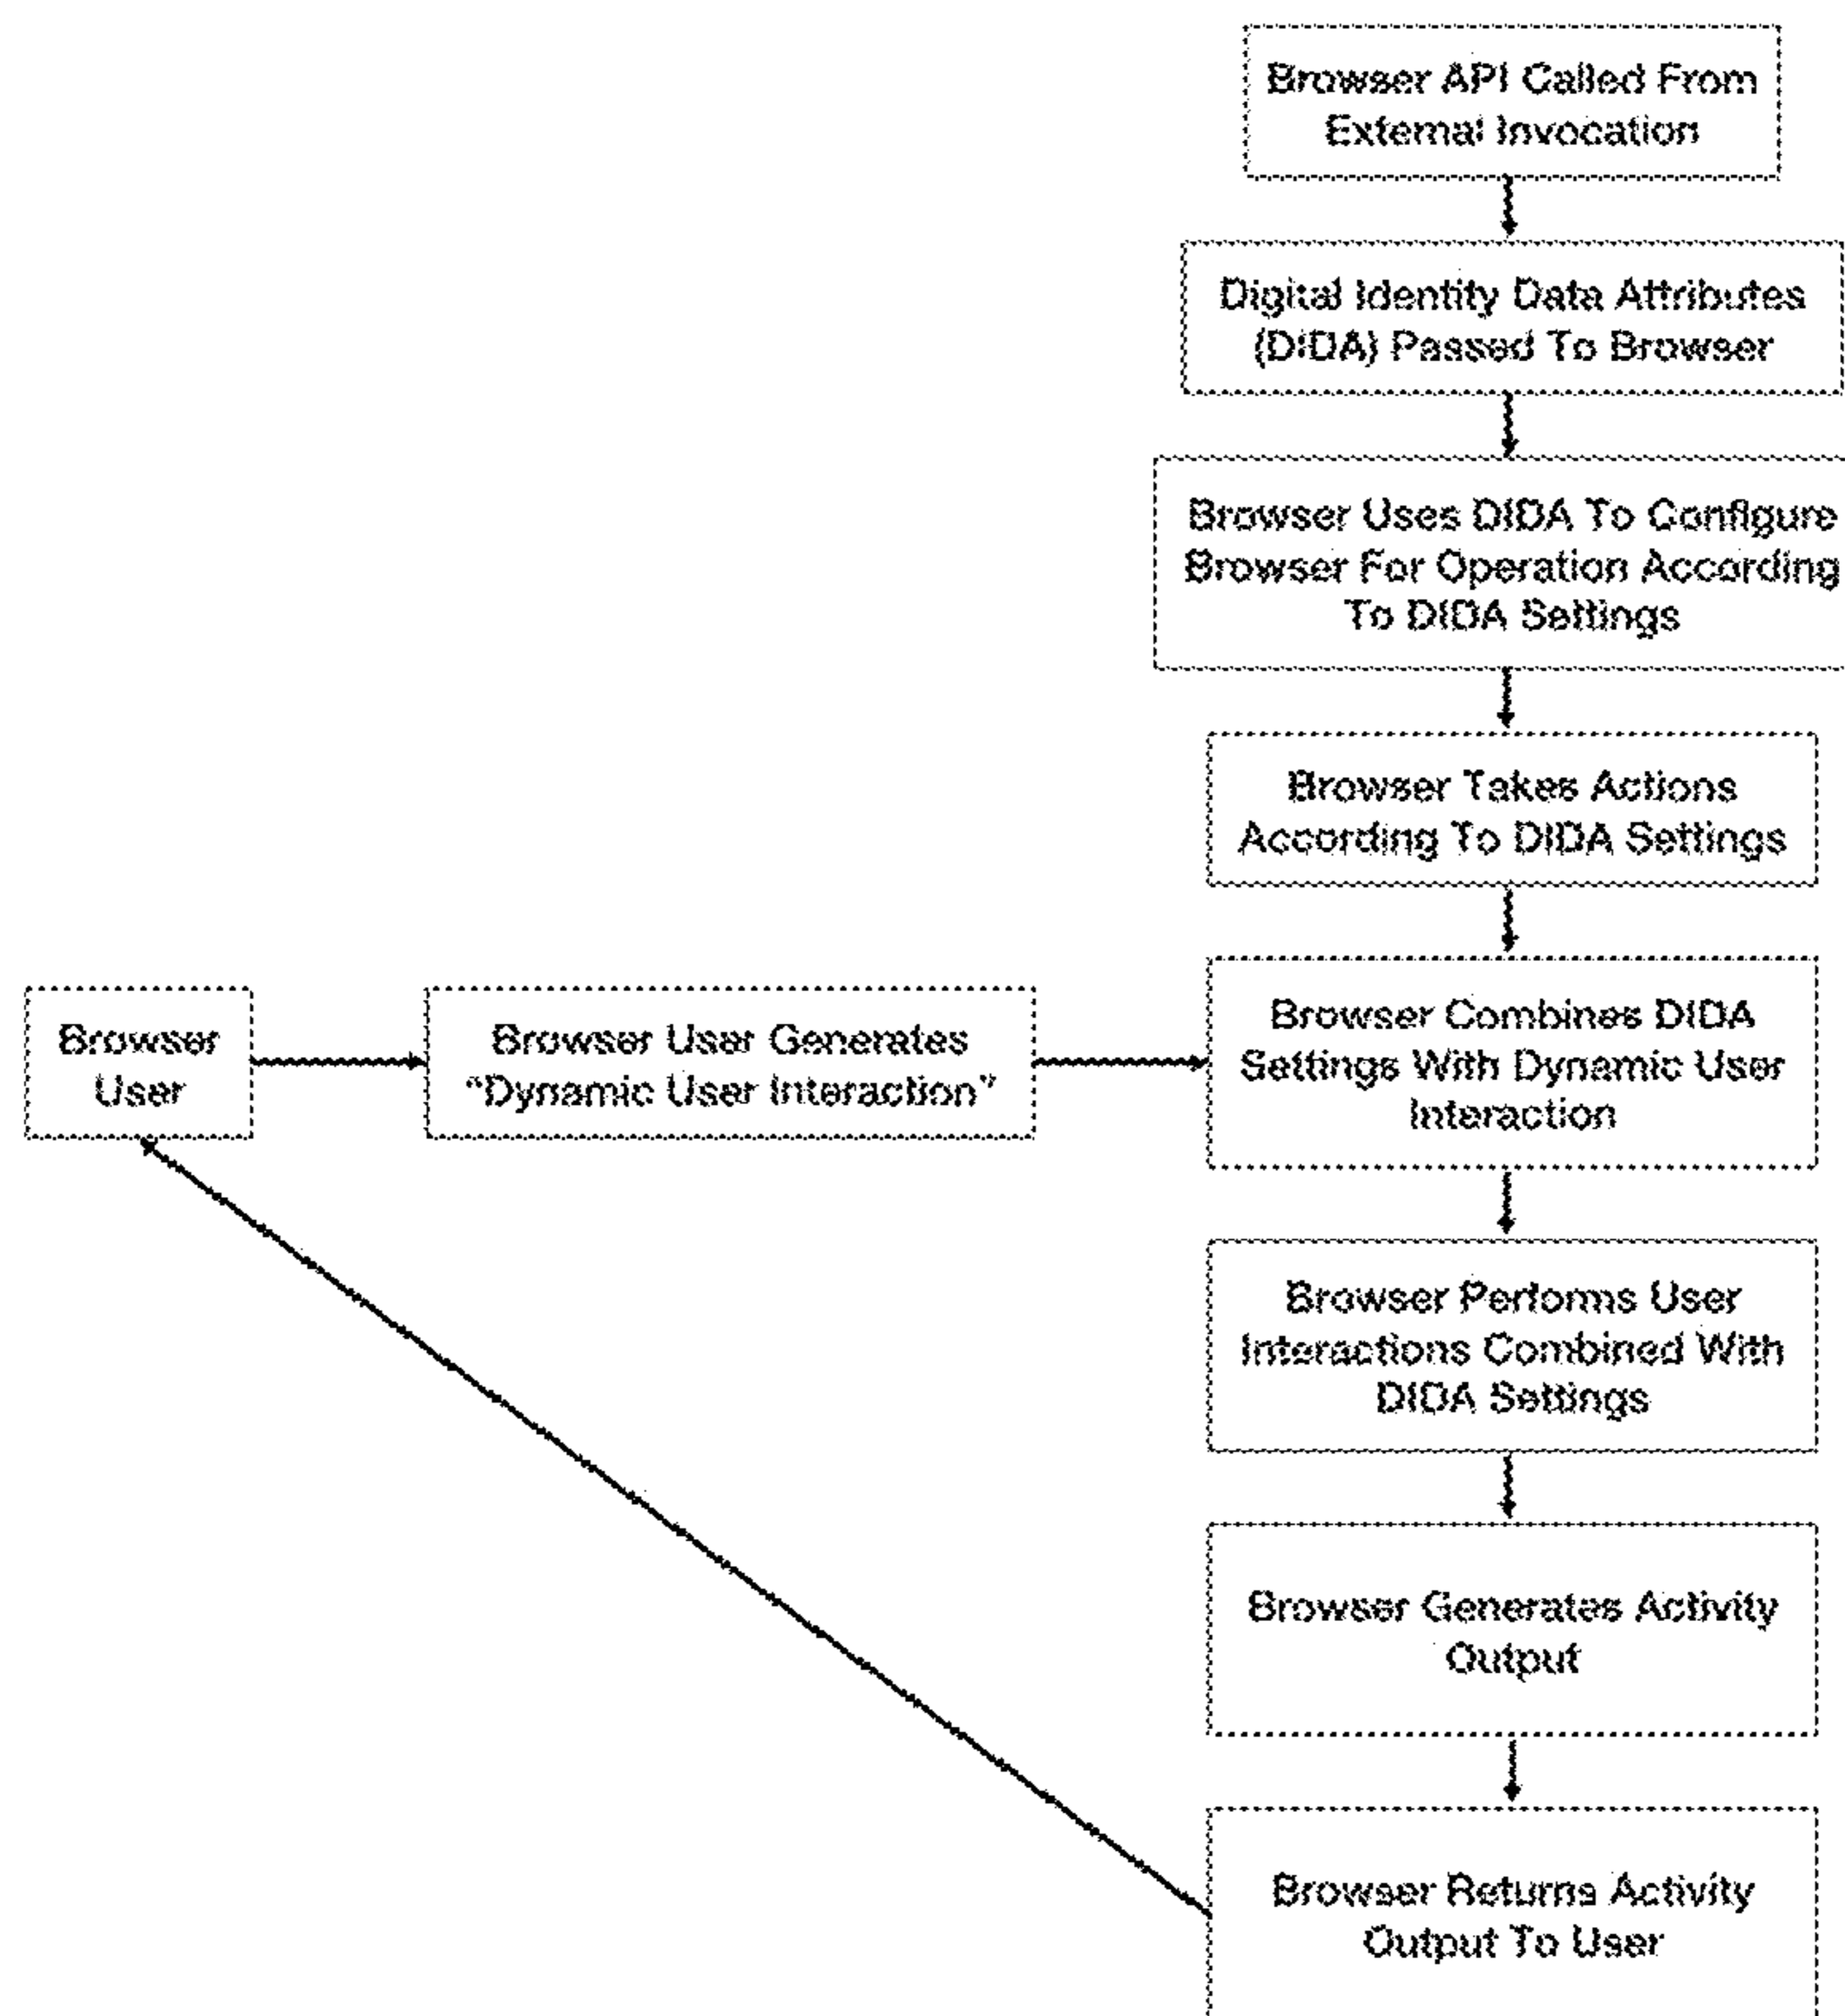 Browser API Called From
External Invocation
Digital Identity Data Attributes
(DIDA) Passed To Browser
Browser Uses DIDA To Configure
Browser For Operation According
To DIDA Settings
Browser Takes Actions
According To DIDA Settings
Browser
User
Browser User Generates
“Dynamic User Interaction”
Browser Combines DIDA
Settings With Dynamic User
Interaction
Browser Performs User
Interactions Combined With
DIDA Settings
Browser Generates Activity
Output
Browser Returns Activity
Output To User